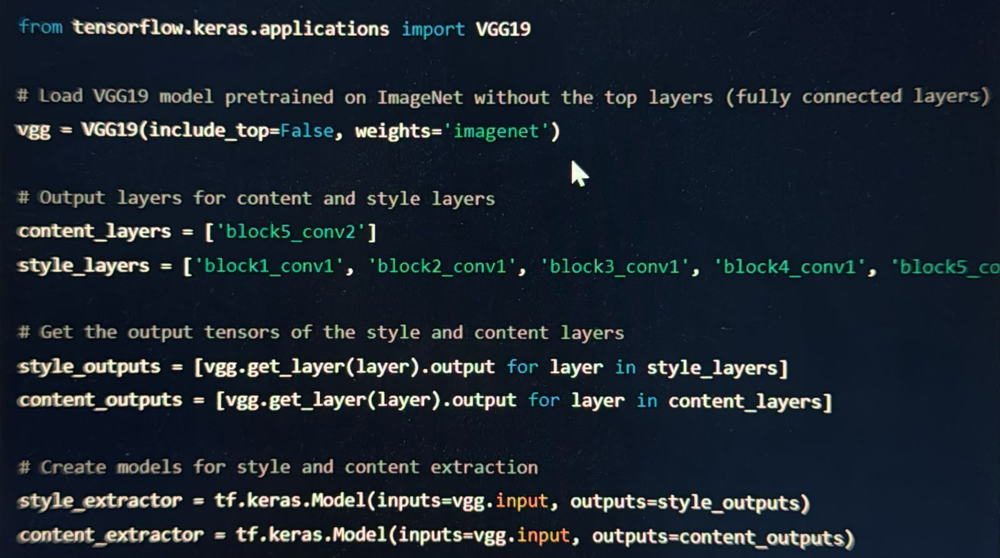 from tensorflow.keras.applications import VGG19
# Load VGG19 model pretrained on ImageNet without the top layers (fully connected layers)
vgg = VGG19(include_top=False, weights='imagenet')
# Output layers for content and style layers
content_layers = ['block5_conv2']
style_layers = ['block1_conv1', 'block2_conv1', 'block3_conv1', 'block4_conv1', 'block5_co
# Get the output tensors of the style and content layers
style_outputs = [vgg.get_layer(layer).output for layer in style_layers]
content_outputs = [vgg.get_layer(layer).output for layer in content_layers]
# Create models for style and content extraction
style_extractor = tf.keras.Model(inputs=vgg.input, outputs=style_outputs)
content_extractor = tf.keras.Model(inputs=vgg.input, outputs=content_outputs)